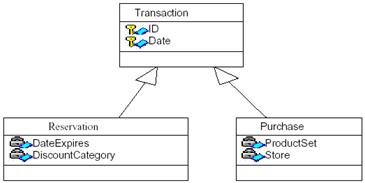 Transaction
ID
Date
Reservation
DateExpires
DiscountCategory
Purchase
ProductSet
Store